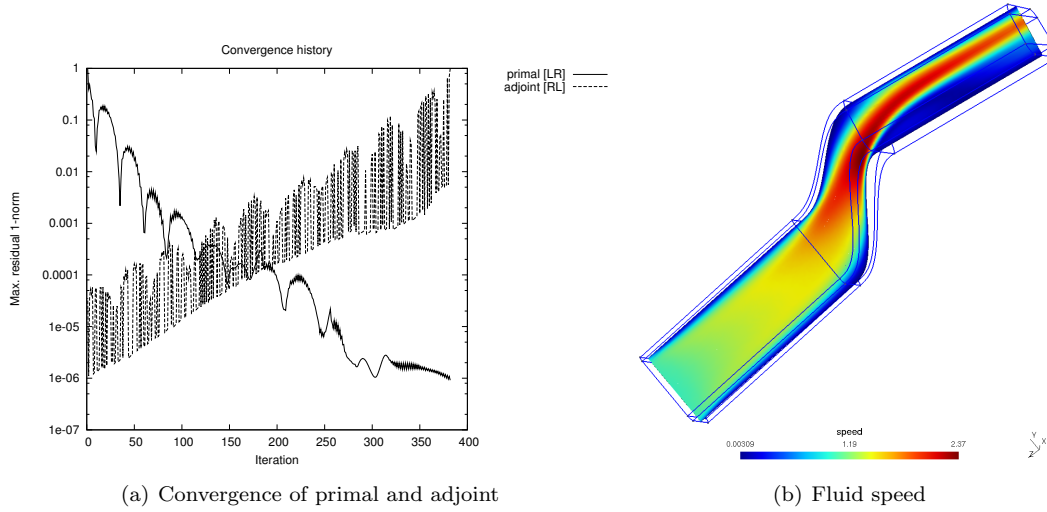 Convergence history
primal [LR]
adjoint [RL]
Max. residual 1-norm
1
0.1
0.01
0.001
0.0001
1e-05
1e-06
1e-07
0 50 100 150 200 250 300 350 400
Iteration
(a) Convergence of primal and adjoint
speed
0.00309 1.19 2.37
Y
X
Z
(b) Fluid speed